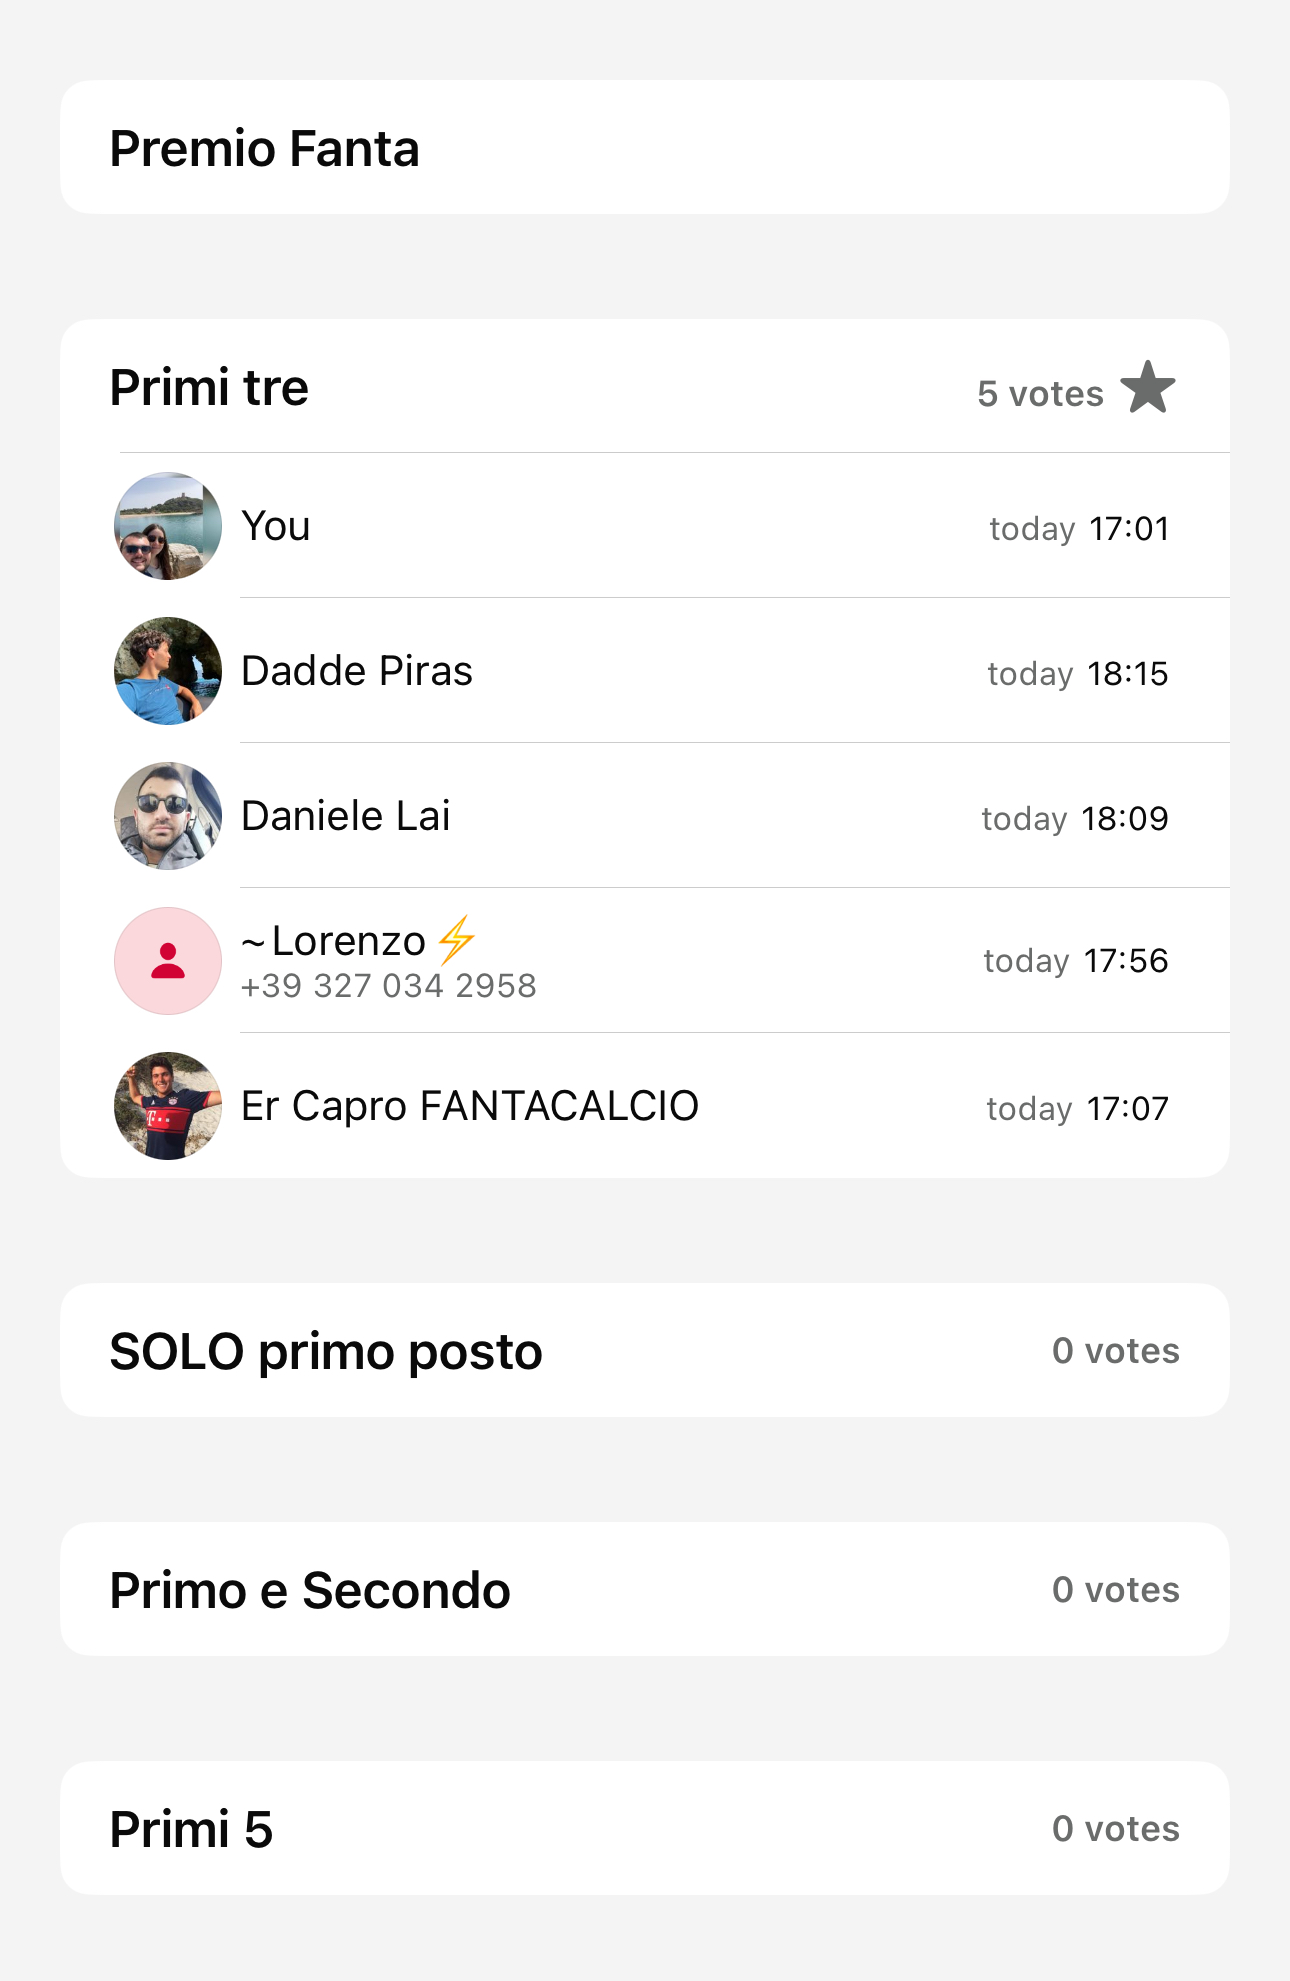 Premio Fanta
Primi tre 5 votes
You today 17:01
Dadde Piras today 18:15
Daniele Lai today 18:09
~Lorenzo⚡ today 17:56
+39 327 034 2958
Er Capro FANTACALCIO today 17:07
SOLO primo posto 0 votes
Primo e Secondo 0 votes
Primi 5 0 votes